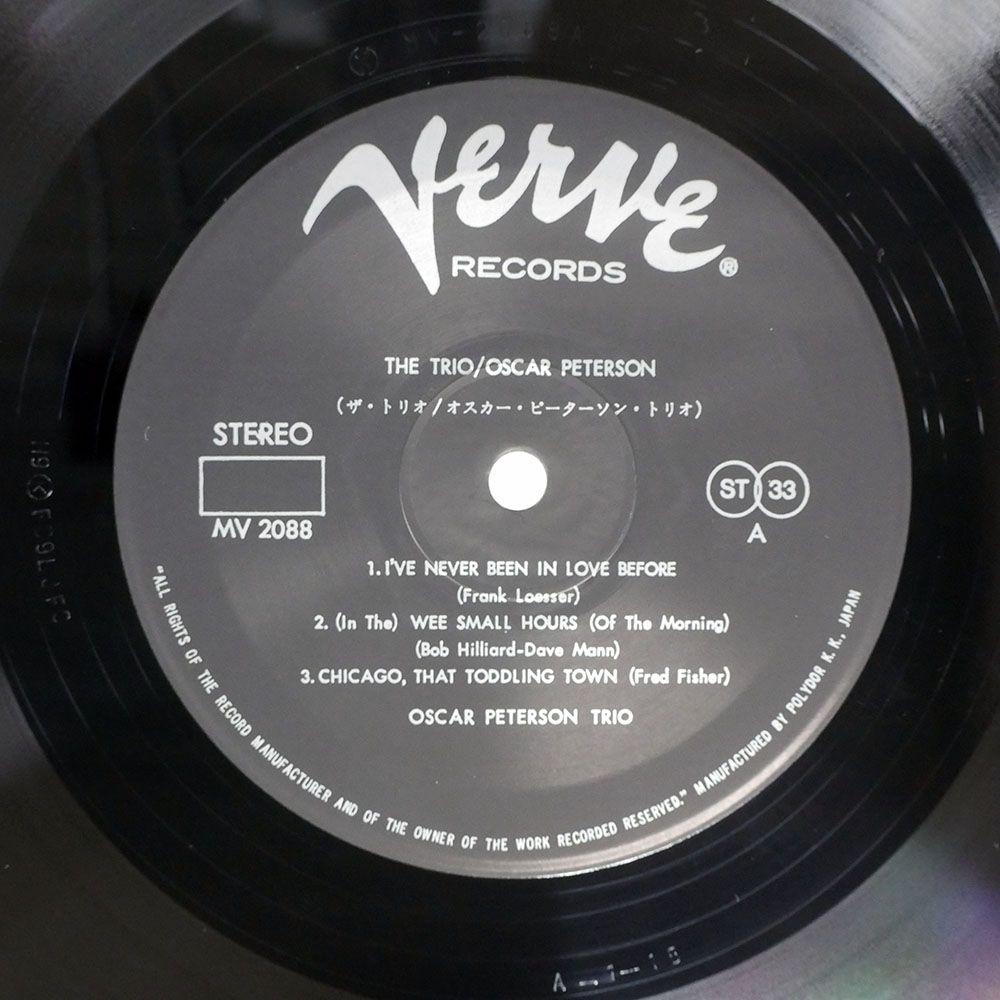 MV-2088A
Verve
RECORDS ®
THE TRIO/OSCAR PETERSON
(ザ・トリオ/オスカー・ピーターソン・トリオ)
STEREO
MV 2088
ST 33
A
1. I'VE NEVER BEEN IN LOVE BEFORE
(Frank Loesser)
2. (In The) WEE SMALL HOURS (Of The Morning)
(Bob Hilliard-Dave Mann)
3. CHICAGO, THAT TODDLING TOWN (Fred Fisher)
OSCAR PETERSON TRIO
"ALL RIGHTS OF THE RECORD MANUFACTURER AND OF THE OWNER OF THE WORK RECORDED RESERVED." MANUFACTURED BY POLYDOR K. K., JAPAN